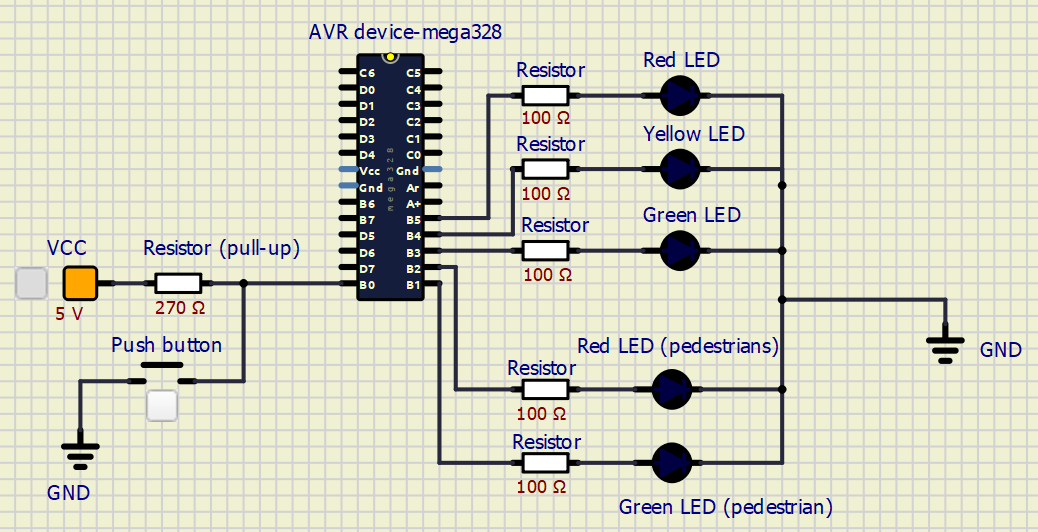 AVR device-mega328
C6 C5
D0 C4
D1 C3
D2 C2
D3 C1
D4 C0
Vcc Gnd
Gnd Ar
B6 A+
B7 B5
D5 B4
D6 B3
D7 B2
B0 B1
mega328
Resistor
100 Ω
Red LED
Resistor
100 Ω
Yellow LED
Resistor
100 Ω
Green LED
VCC
5 V
Resistor (pull-up)
270 Ω
Push button
GND
Resistor
100 Ω
Red LED (pedestrians)
GND
Resistor
100 Ω
Green LED (pedestrian)